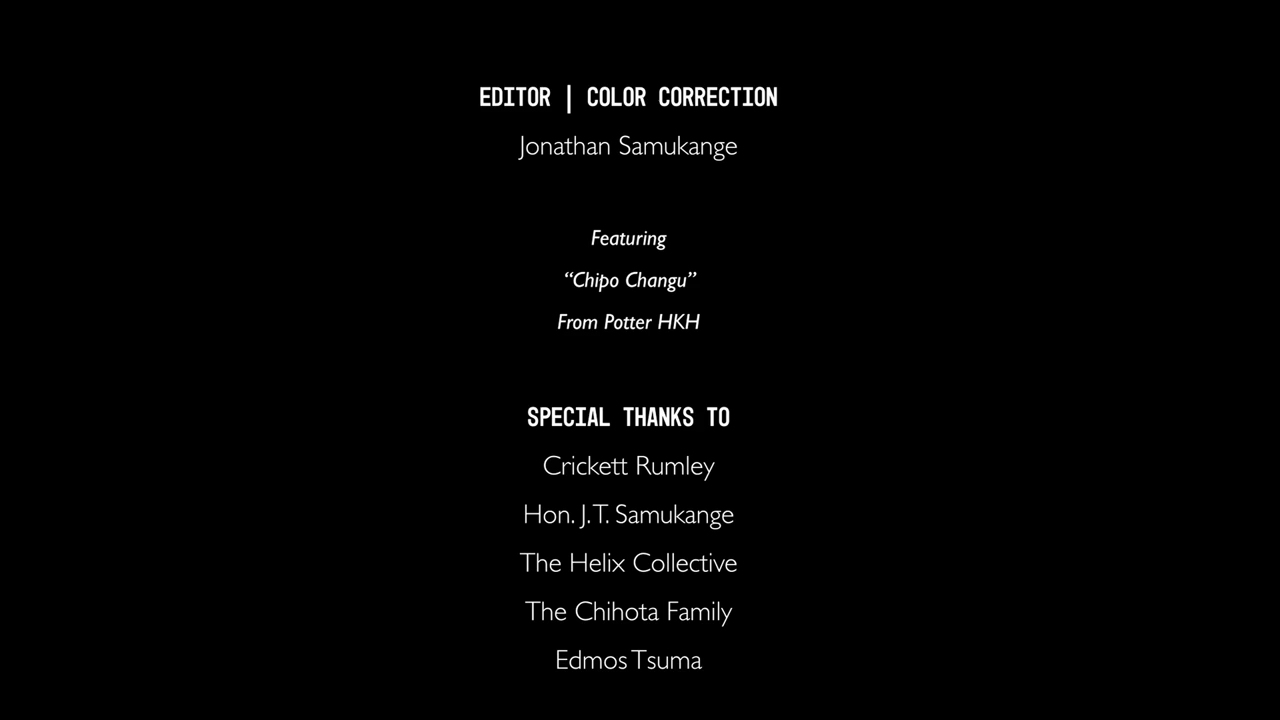 EDITOR | COLOR CORRECTION
Jonathan Samukange
Featuring
“Chipo Changu”
From Potter HKH
SPECIAL THANKS TO
Crickett Rumley
Hon. J.T. Samukange
The Helix Collective
The Chihota Family
Edmos Tsuma